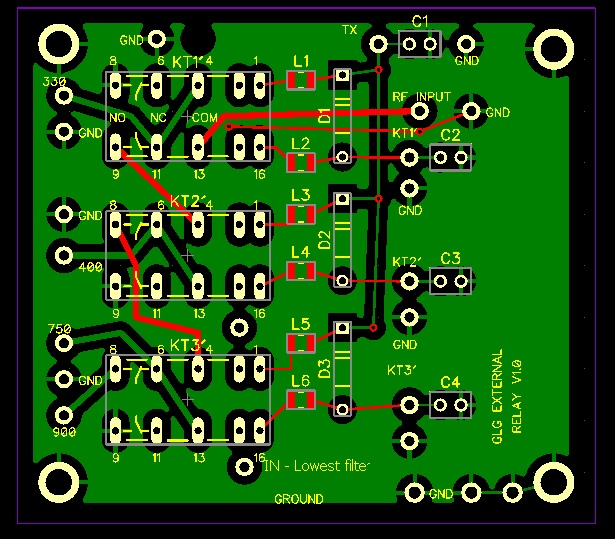 TX
C1
GND
GND
8 6 KT1' 4 1
L1
330
D1
RF INPUT
GND
GND
NO NC COM
KT1'
C2
L2
9 11 13 16
GND
8 6 KT2' 4 1
L3
GND
D2
400
L4
KT2'
C3
9 11 13 16
GND
750
L5
8 6 KT3' 4 1
GND
D3
KT3'
L6
C4
900
9 11 13 16
IN - Lowest filter
GROUND
GND
GLG EXTERNAL
RELAY V1.0